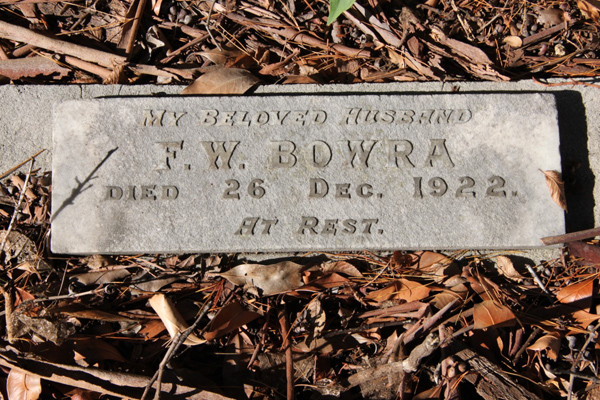 My Beloved Husband
F. W. BOWRA
DIED 26 DEC. 1922.
At Rest.